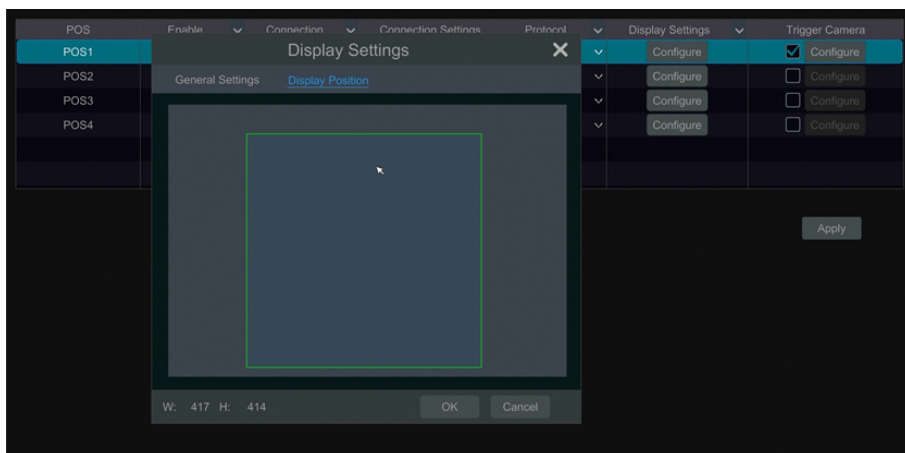 POS Enable Connection Connection Settings Protocol Display Settings Trigger Camera
Display Settings
POS1 Configure Configure
General Settings Display Position
POS2 Configure Configure
POS3 Configure Configure
POS4 Configure Configure
Apply
W: 417 H: 414 OK Cancel